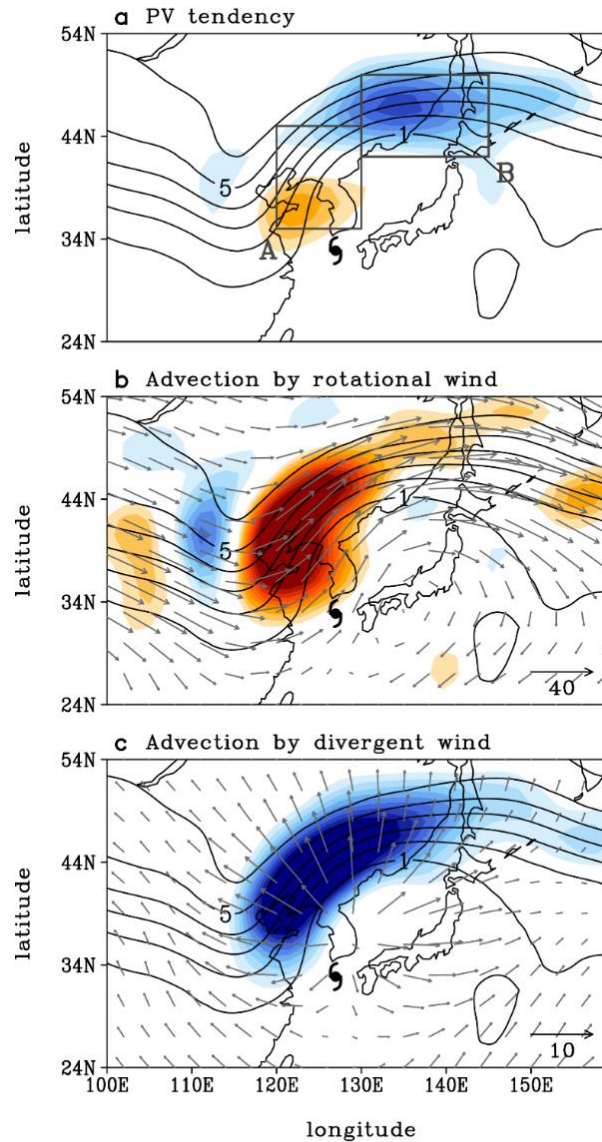 a PV tendency
54N
44N
34N
24N
latitude
5
1
A
B
b Advection by rotational wind
54N
44N
34N
24N
latitude
5
1
40
c Advection by divergent wind
54N
44N
34N
24N
latitude
5
1
10
100E 110E 120E 130E 140E 150E
longitude